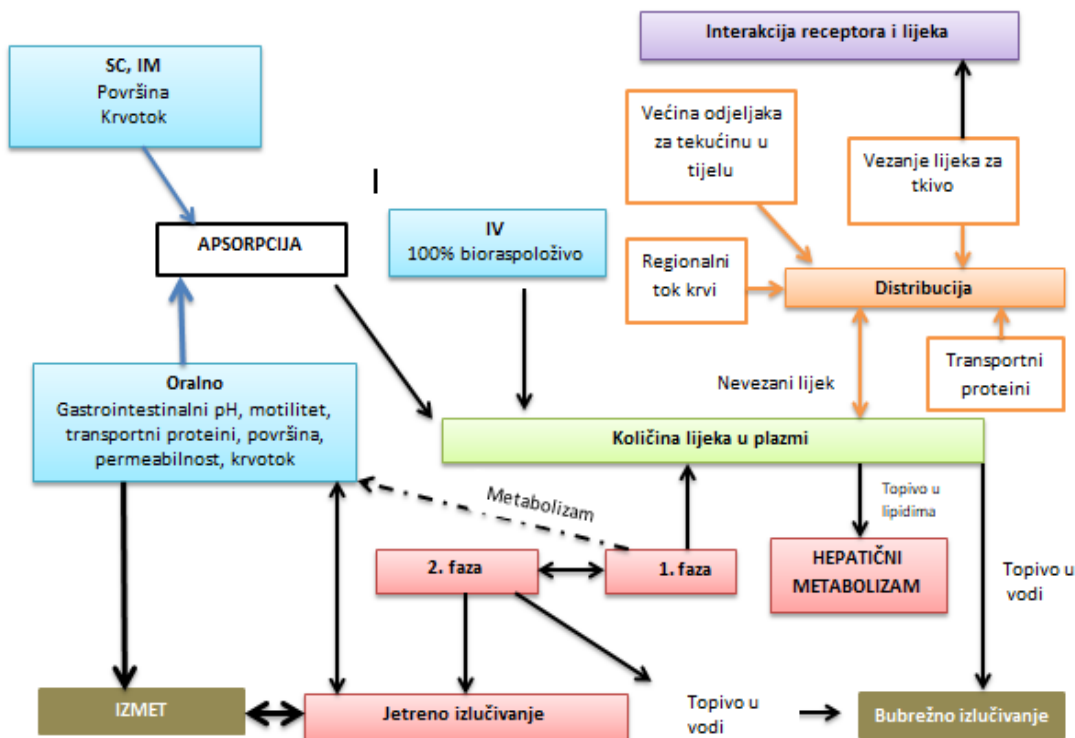 Interakcija receptora i lijeka
SC, IM
Površina
Krvotok
Većina odjeljaka
za tekućinu u
tijelu
Vezanje lijeka za
tkivo
APSORPCIJA
IV
100% bioraspoloživo
Regionalni
tok krvi
Distribucija
Transportni
proteini
Nevezani lijek
Oralno
Gastrointestinalni pH, motilitet,
transportni proteini, površina,
permeabilnost, krvotok
Količina lijeka u plazmi
Metabolizam
Topivo u
lipidima
2. faza
1. faza
HEPATIČNI
METABOLIZAM
Topivo u
vodi
IZMET
Jetreno izlučivanje
Topivo u
vodi
Bubrežno izlučivanje